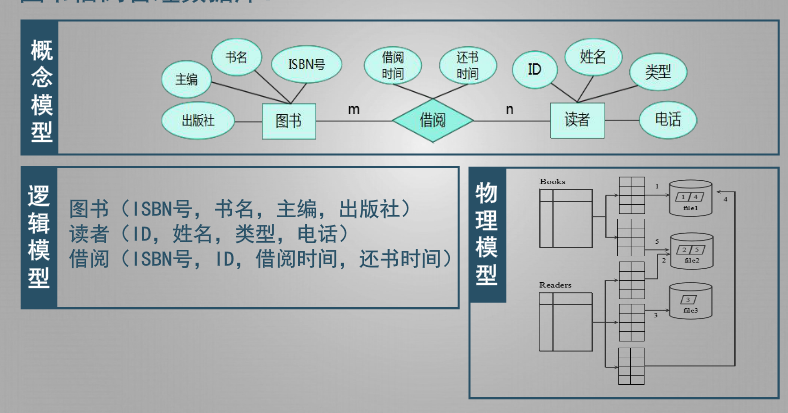 概念模型
书名
ISBN号
借阅时间
还书时间
ID
姓名
主编
类型
出版社
图书
m
借阅
n
读者
电话
逻辑模型
图书（ISBN号，书名，主编，出版社）
读者（ID，姓名，类型，电话）
借阅（ISBN号，ID，借阅时间，还书时间）
物理模型
Books
1
1 4
file1
4
5
2 5
2
file2
Readers
3
file3
3